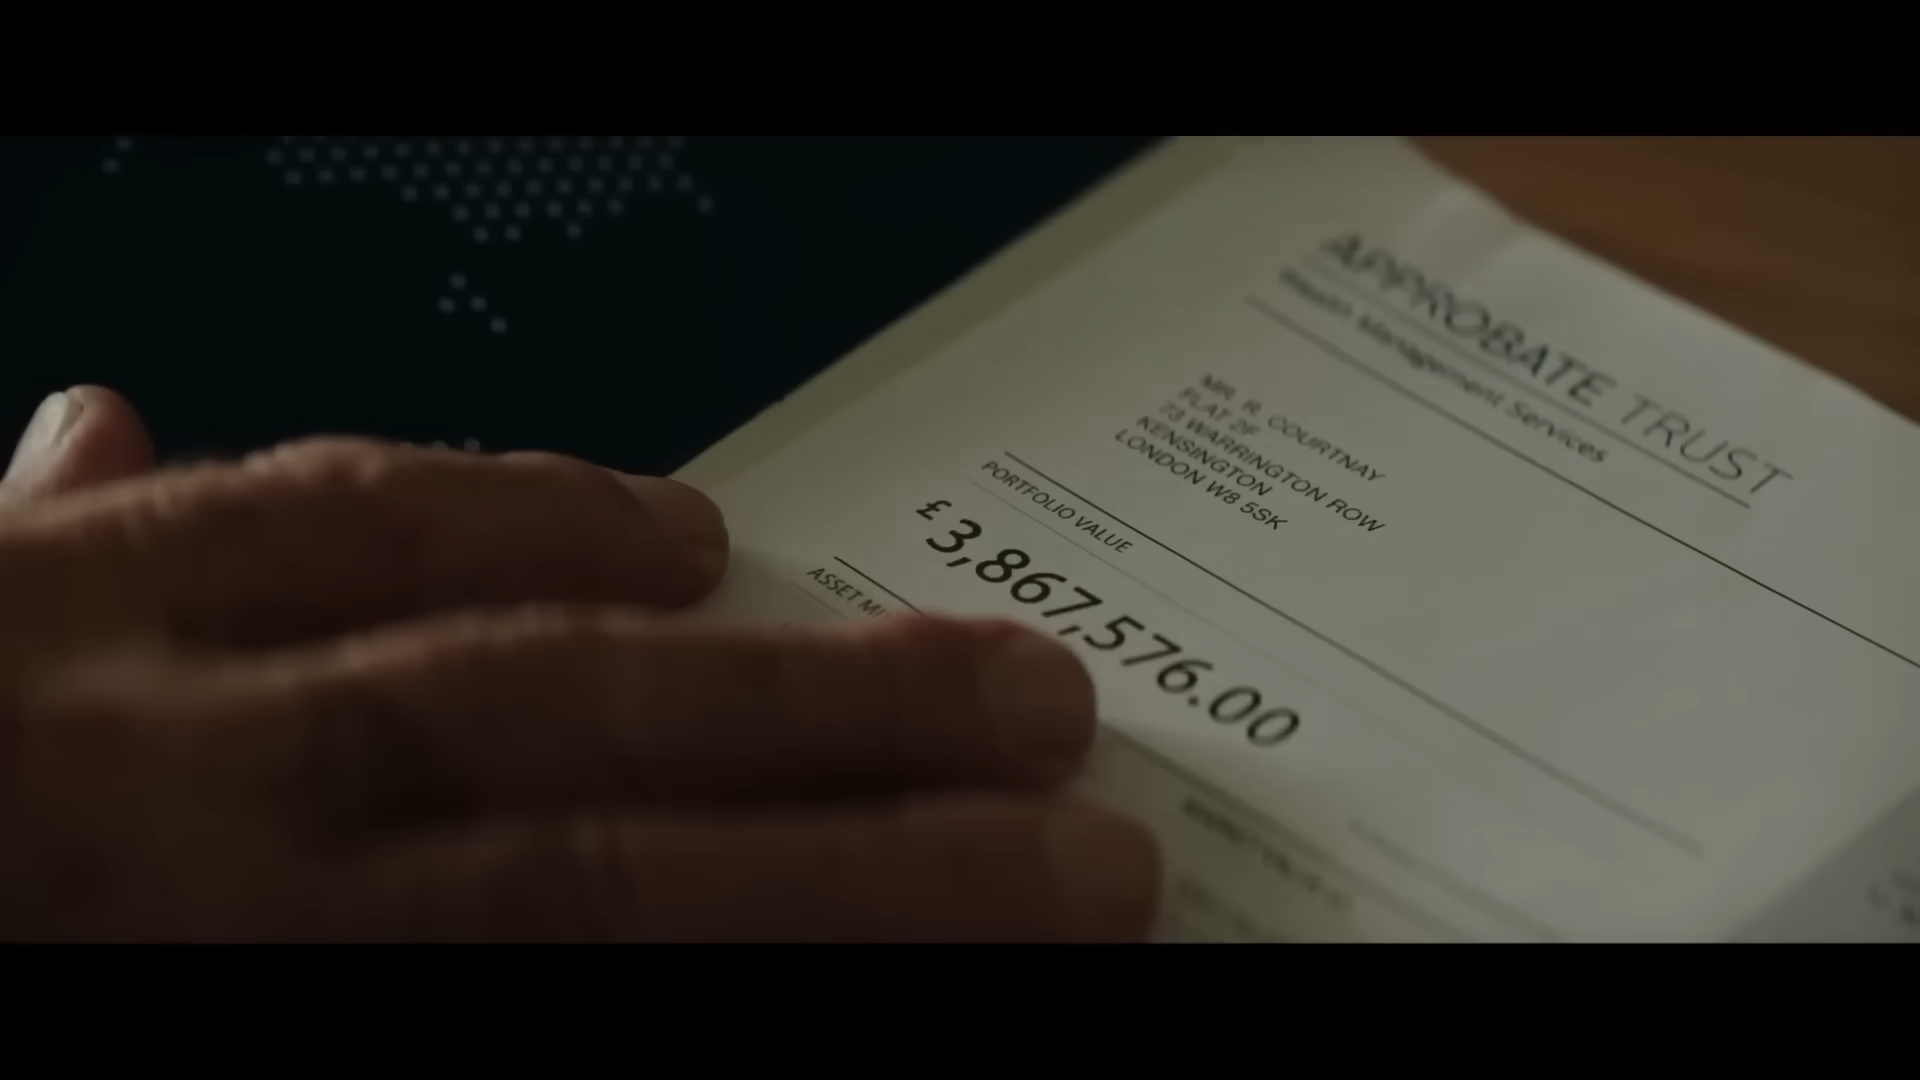 APPROBATE TRUST
Wealth Management Services
MR. R. COURTNAY
FLAT 2F
73 WARRINGTON ROW
KENSINGTON
LONDON W8 5SK
PORTFOLIO VALUE
£3,867,576.00
ASSET